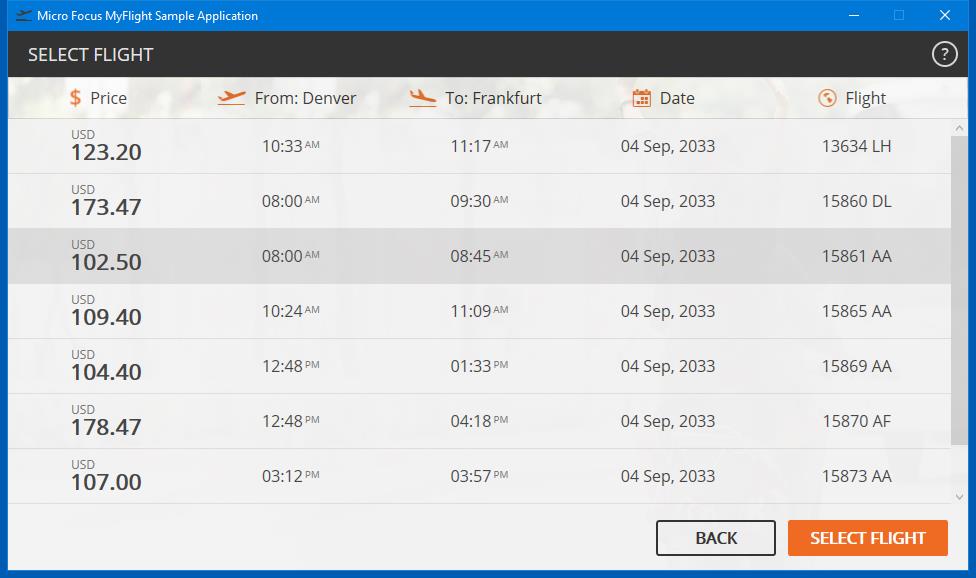 Micro Focus MyFlight Sample Application
SELECT FLIGHT ?
$ Price From: Denver To: Frankfurt Date Flight
USD
123.20 10:33 AM 11:17 AM 04 Sep, 2033 13634 LH
USD
173.47 08:00 AM 09:30 AM 04 Sep, 2033 15860 DL
USD
102.50 08:00 AM 08:45 AM 04 Sep, 2033 15861 AA
USD
109.40 10:24 AM 11:09 AM 04 Sep, 2033 15865 AA
USD
104.40 12:48 PM 01:33 PM 04 Sep, 2033 15869 AA
USD
178.47 12:48 PM 04:18 PM 04 Sep, 2033 15870 AF
USD
107.00 03:12 PM 03:57 PM 04 Sep, 2033 15873 AA
BACK SELECT FLIGHT